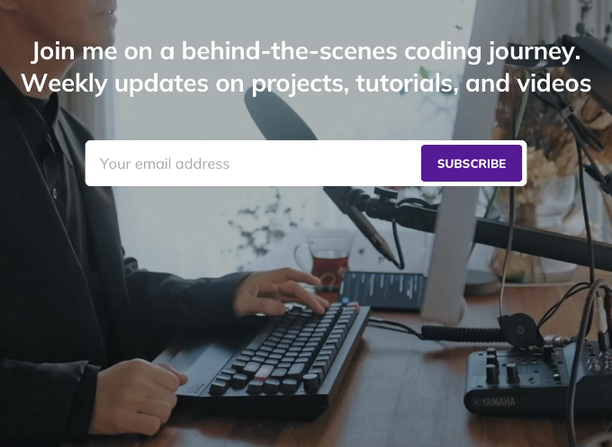 Join me on a behind-the-scenes coding journey.
Weekly updates on projects, tutorials, and videos
Your email address
SUBSCRIBE
YAMAHA